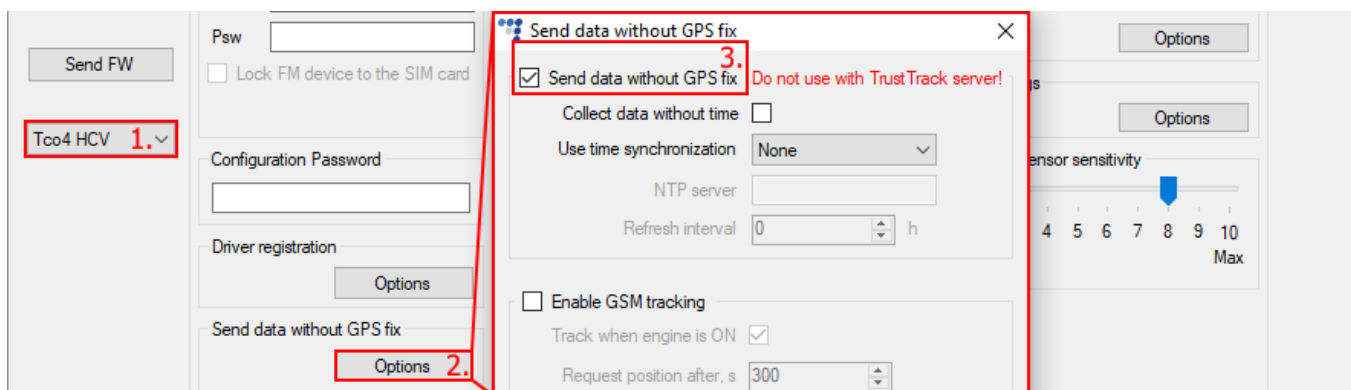 Send FW
Tco4 HCV
1.
Psw
Lock FM device to the SIM card
Configuration Password
Driver registration
Options
Send data without GPS fix
Options
2.
Send data without GPS fix
3.
Send data without GPS fix
Do not use with TrustTrack server!
Collect data without time
Use time synchronization
None
NTP server
Refresh interval
0
h
Enable GSM tracking
Track when engine is ON
Request position after, s
300
Options
gs
Options
ensor sensitivity
4 5 6 7 8 9 10
Max